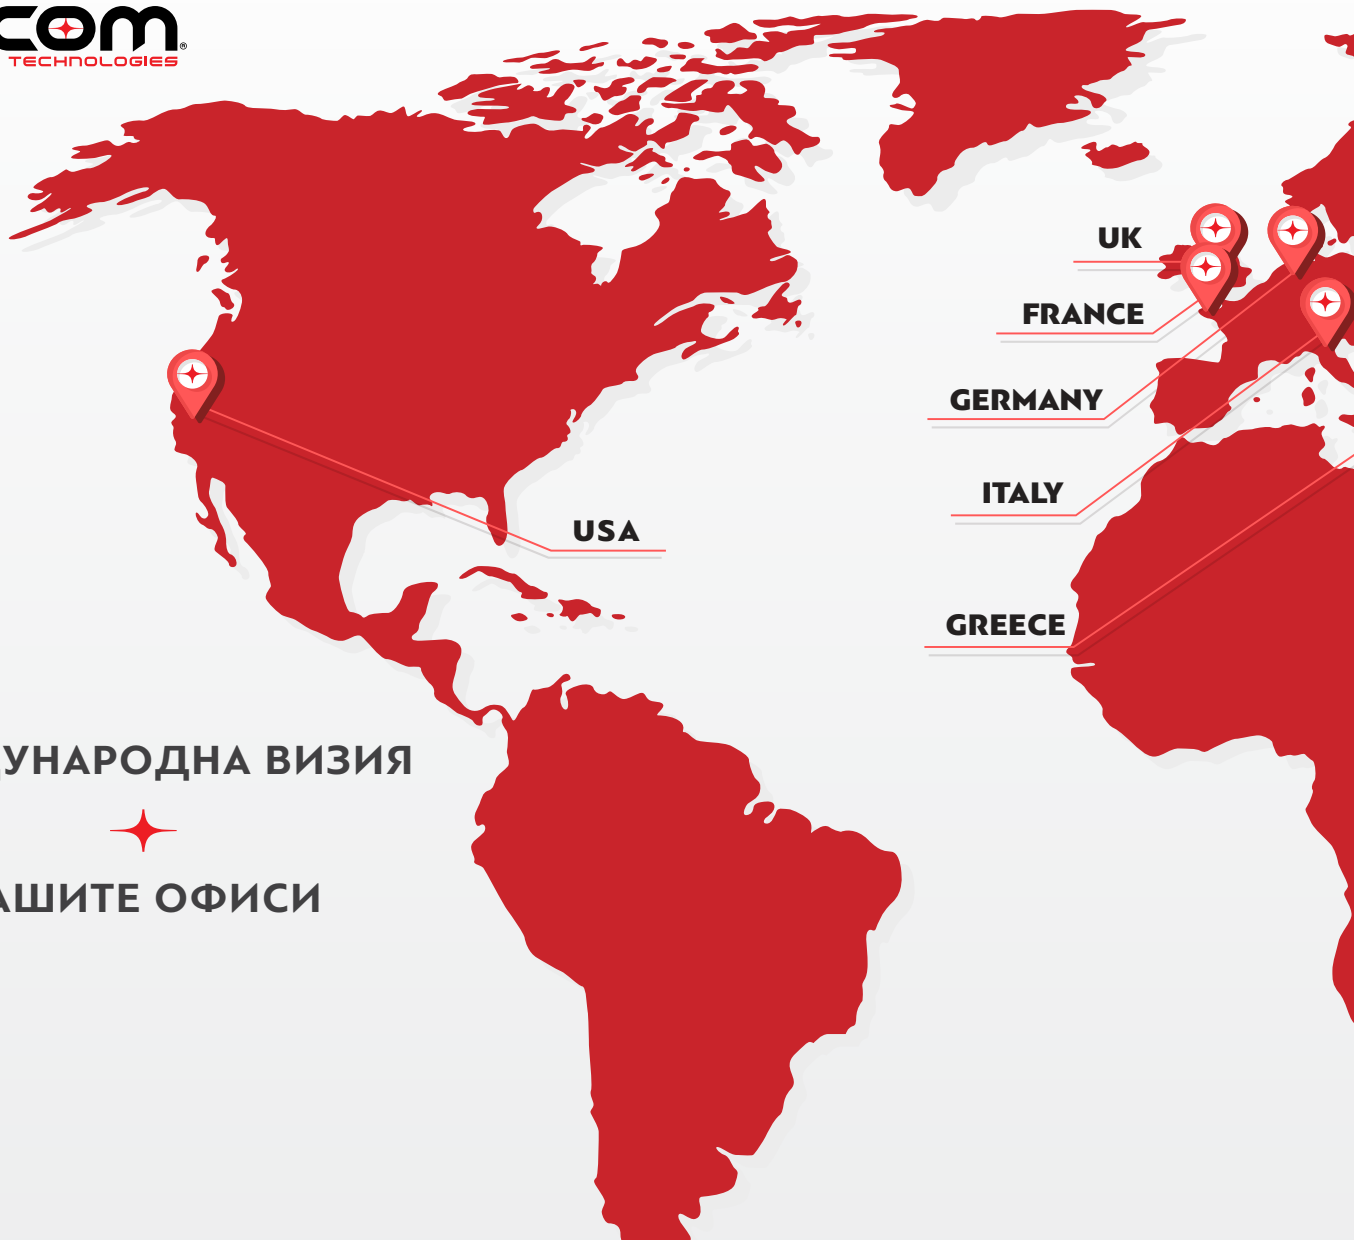 COM®
TECHNOLOGIES
UK
FRANCE
GERMANY
ITALY
USA
GREECE
УНАРОДНА ВИЗИЯ
АШИТЕ ОФИСИ